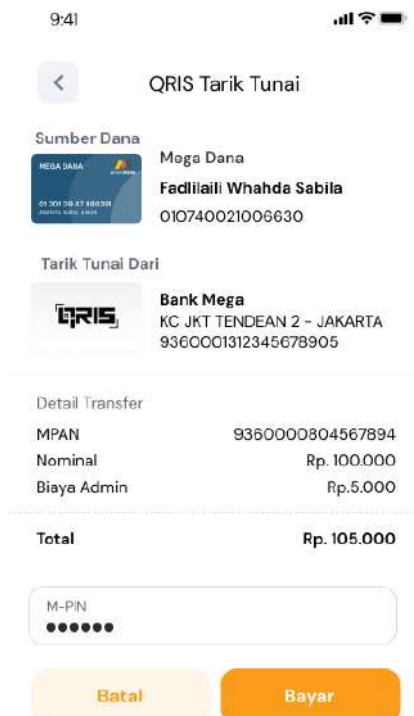 9:41
QRIS Tarik Tunai
Sumber Dana
MEGA DANA
Mega Dana
Fadlilaili Whahda Sabila
010740021006630
Tarik Tunai Dari
QRIS
Bank Mega
KC JKT TENDEAN 2 - JAKARTA
9360001312345678905
Detail Transfer
MPAN 9360000804567894
Nominal Rp. 100.000
Biaya Admin Rp.5.000
Total Rp. 105.000
M-PIN
Batal Bayar